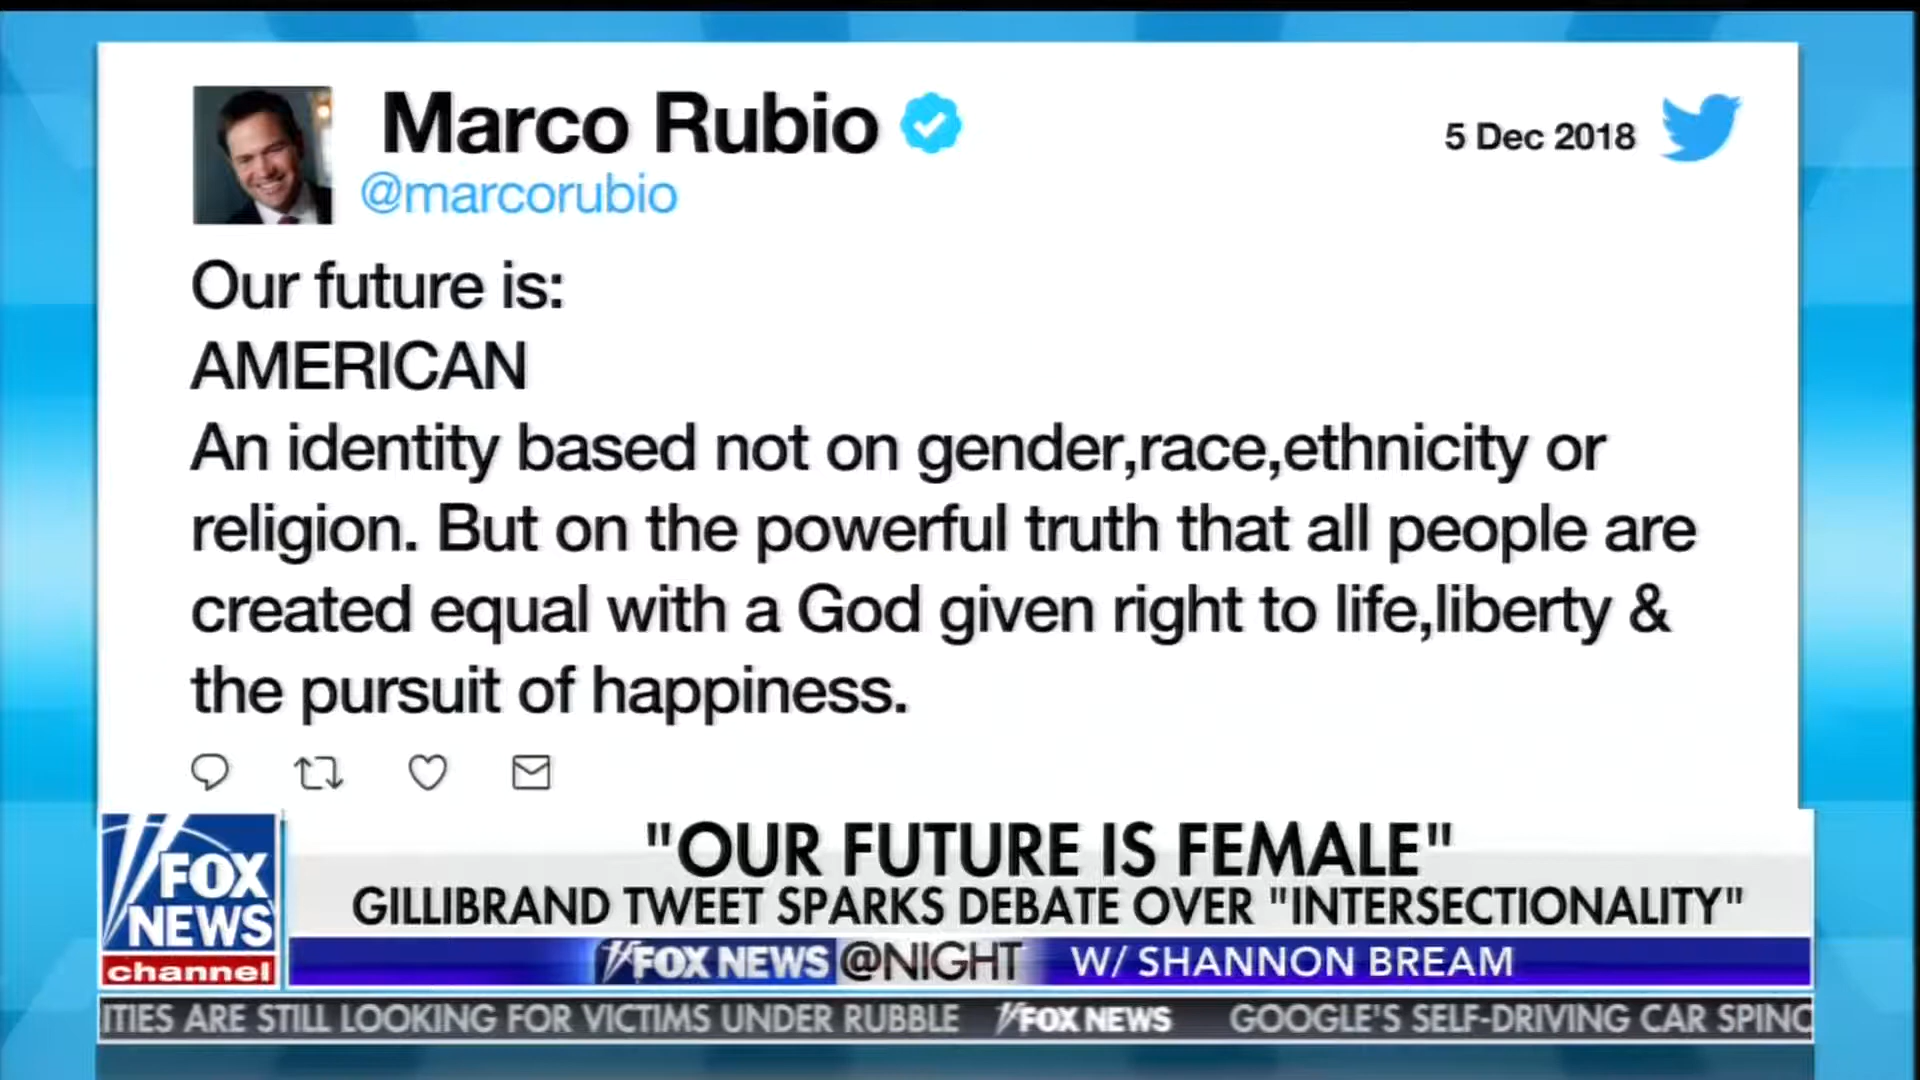 Marco Rubio
5 Dec 2018
@marcorubio
Our future is:
AMERICAN
An identity based not on gender,race,ethnicity or
religion. But on the powerful truth that all people are
created equal with a God given right to life,liberty &
the pursuit of happiness.
"OUR FUTURE IS FEMALE"
GILLIBRAND TWEET SPARKS DEBATE OVER "INTERSECTIONALITY"
FOX
NEWS
channel
FOX NEWS @NIGHT W/ SHANNON BREAM
ITIES ARE STILL LOOKING FOR VICTIMS UNDER RUBBLE FOX NEWS GOOGLE'S SELF-DRIVING CAR SPINO